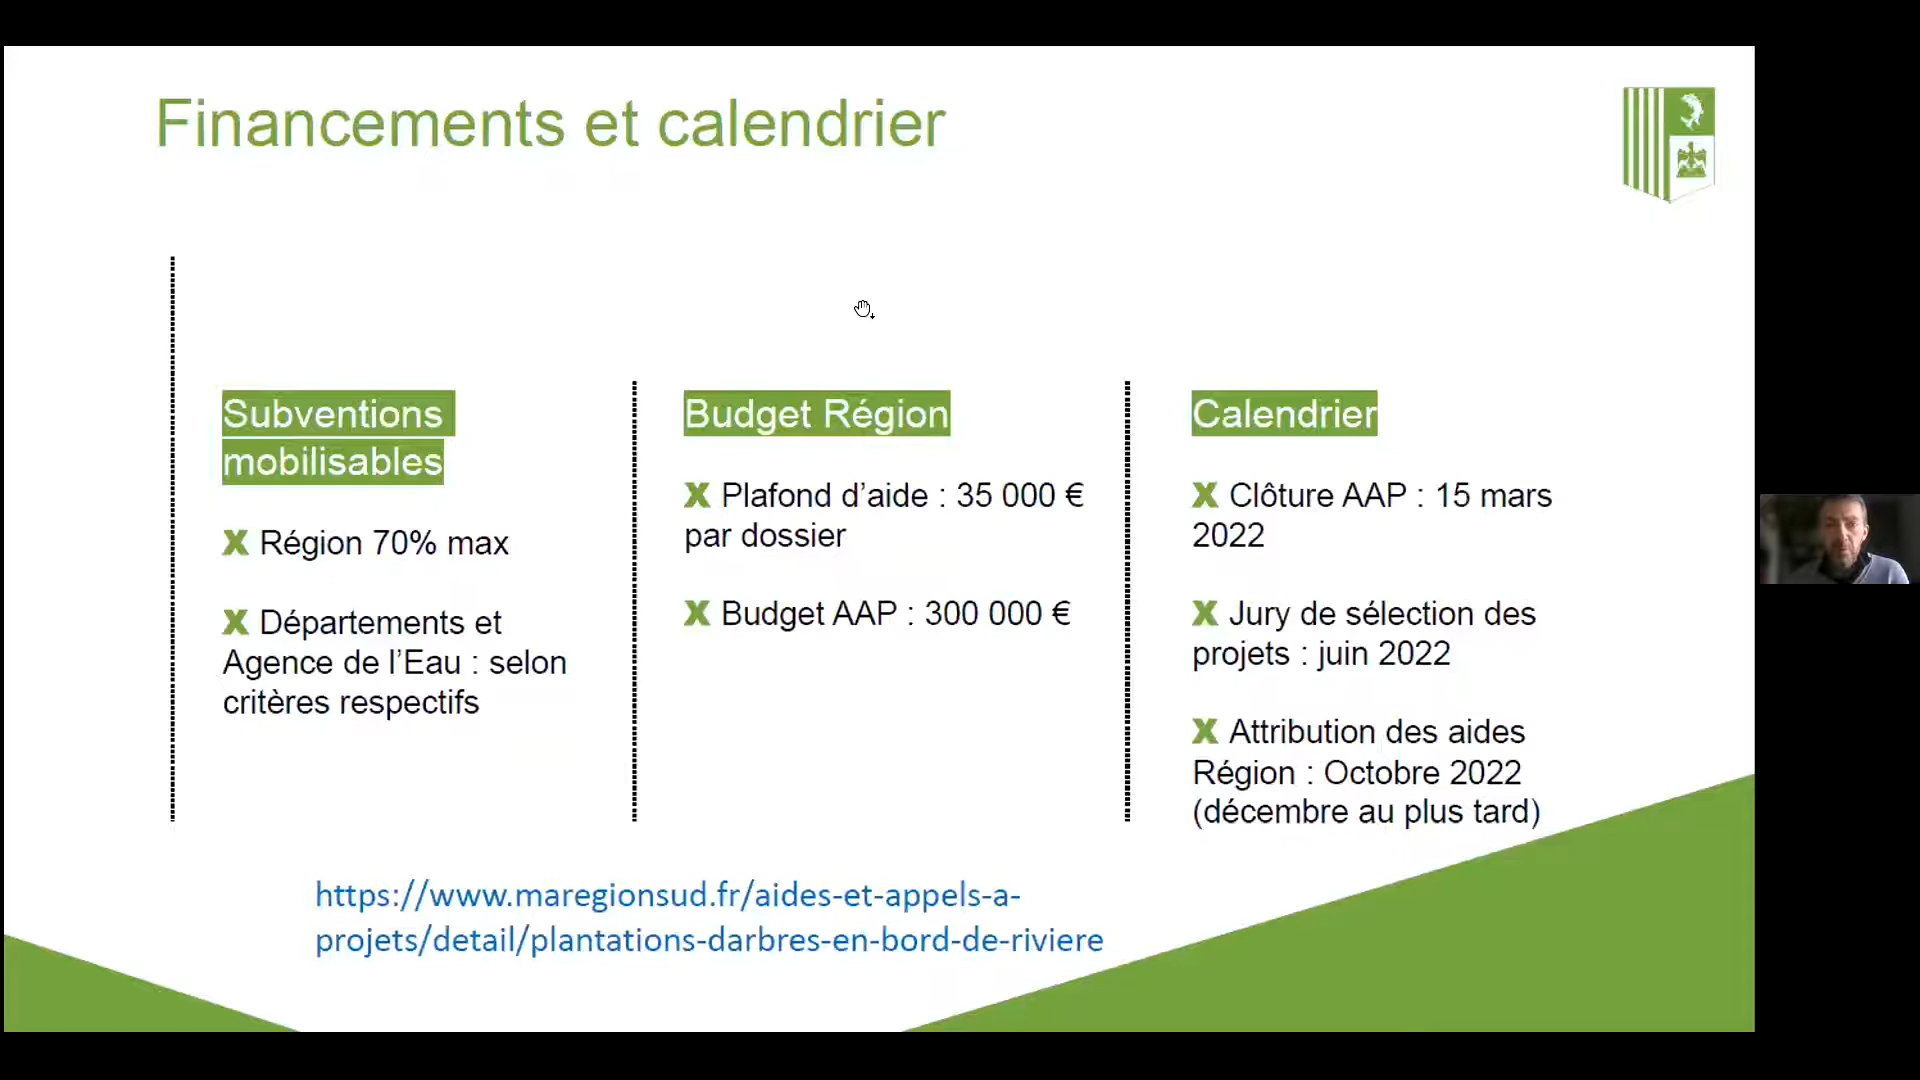 Financements et calendrier
Subventions
mobilisables
X Région 70% max
X Départements et
Agence de l’Eau : selon
critères respectifs
Budget Région
X Plafond d’aide : 35 000 €
par dossier
X Budget AAP : 300 000 €
Calendrier
X Clôture AAP : 15 mars
2022
X Jury de sélection des
projets : juin 2022
X Attribution des aides
Région : Octobre 2022
(décembre au plus tard)
https://www.maregionsud.fr/aides-et-appels-a-
projets/detail/plantations-darbres-en-bord-de-riviere